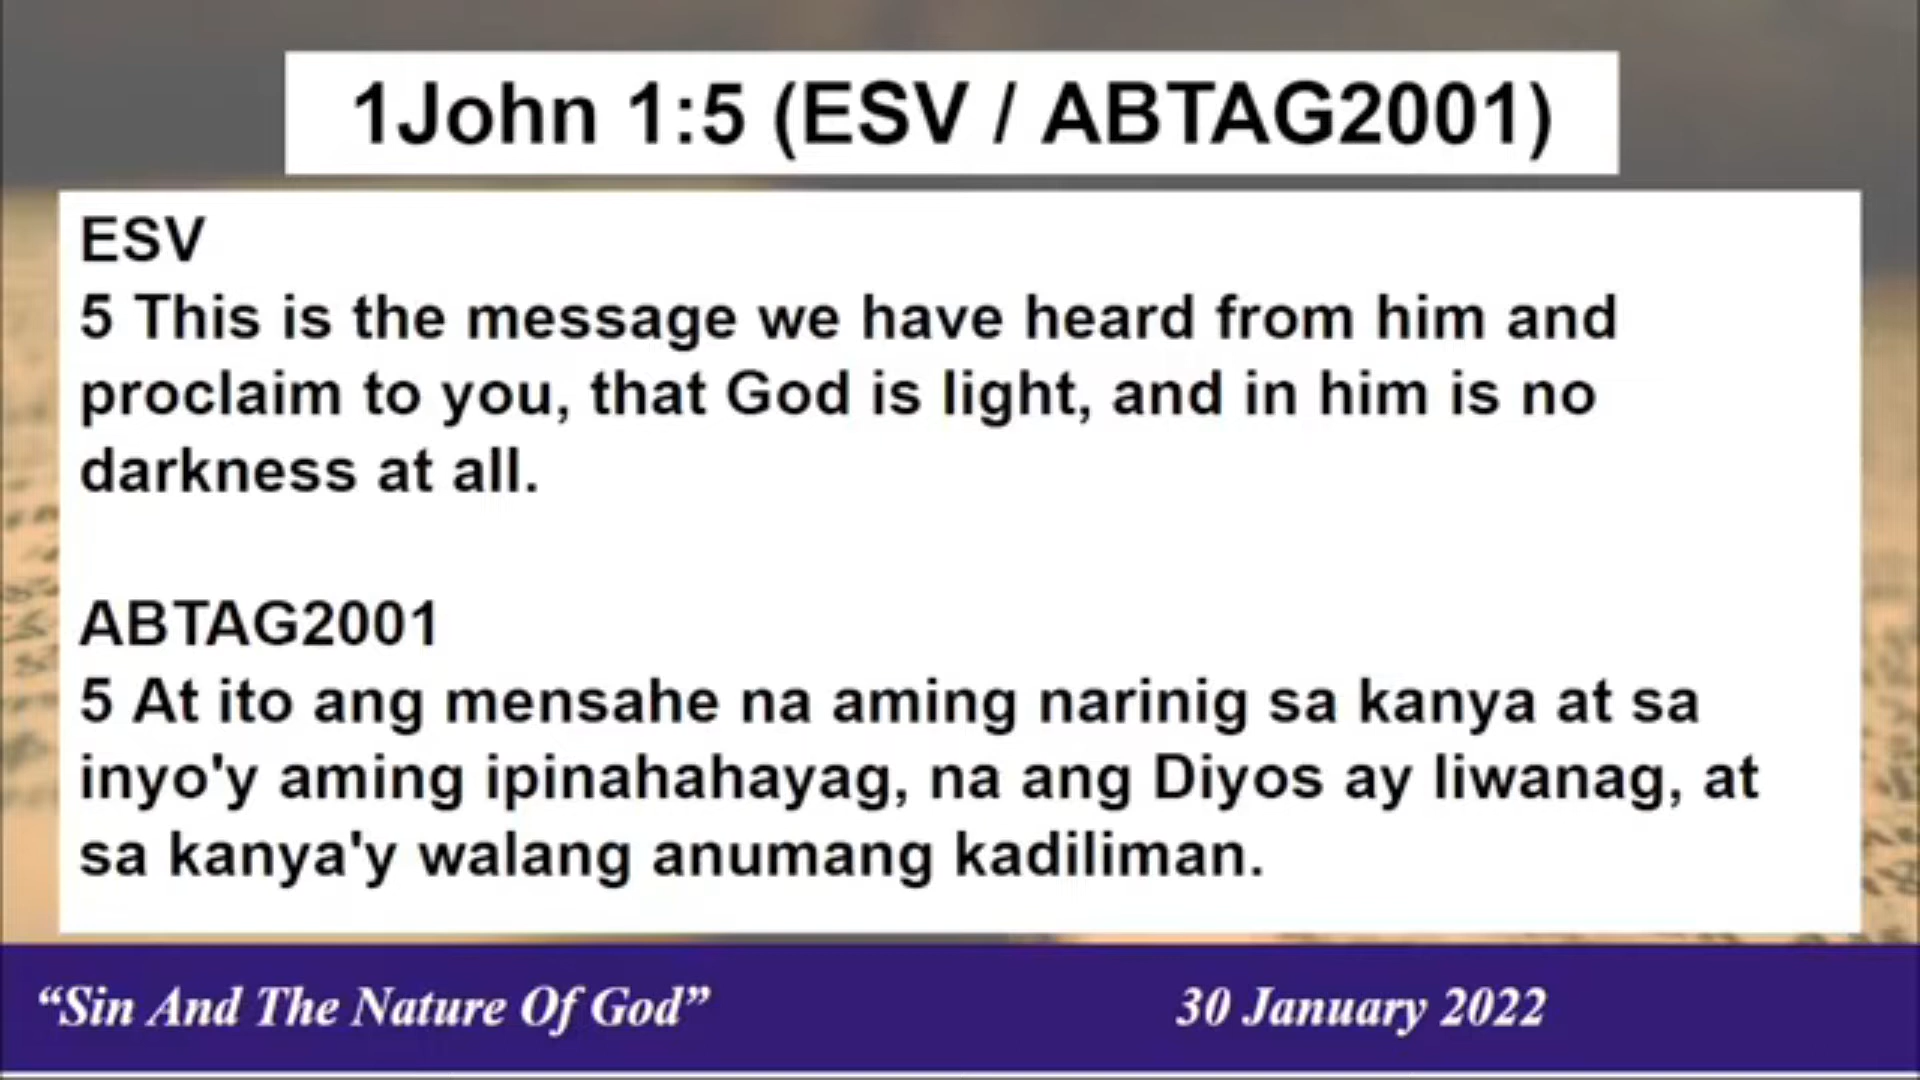 1John 1:5 (ESV / ABTAG2001)
ESV
5 This is the message we have heard from him and
proclaim to you, that God is light, and in him is no
darkness at all.
ABTAG2001
5 At ito ang mensahe na aming narinig sa kanya at sa
inyo'y aming ipinahahayag, na ang Diyos ay liwanag, at
sa kanya'y walang anumang kadiliman.
“Sin And The Nature Of God”
30 January 2022